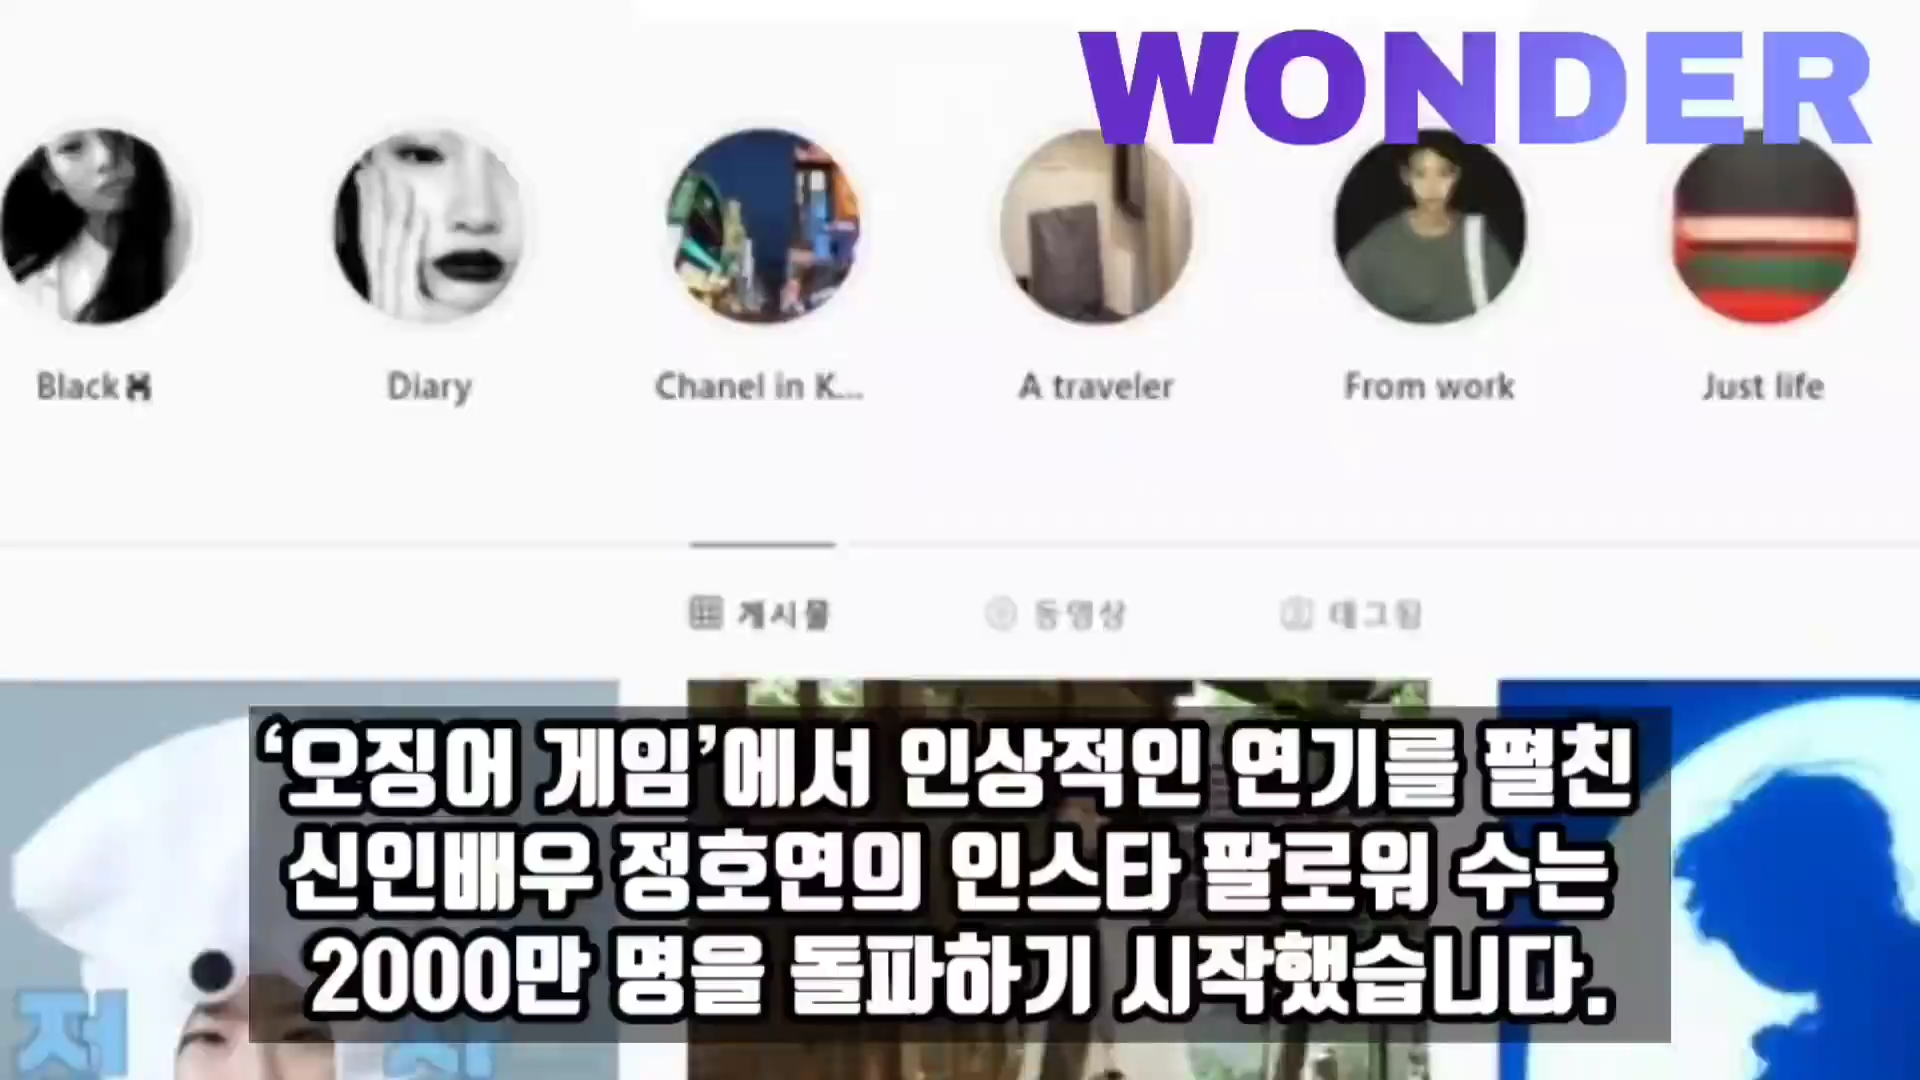 WONDER
Black
Diary
Chanel in K...
A traveler
From work
Just life
게시물
동영상
태그됨
‘오징어 게임’에서 인상적인 연기를 펼친
신인배우 정호연의 인스타 팔로워 수는
2000만 명을 돌파하기 시작했습니다.
저